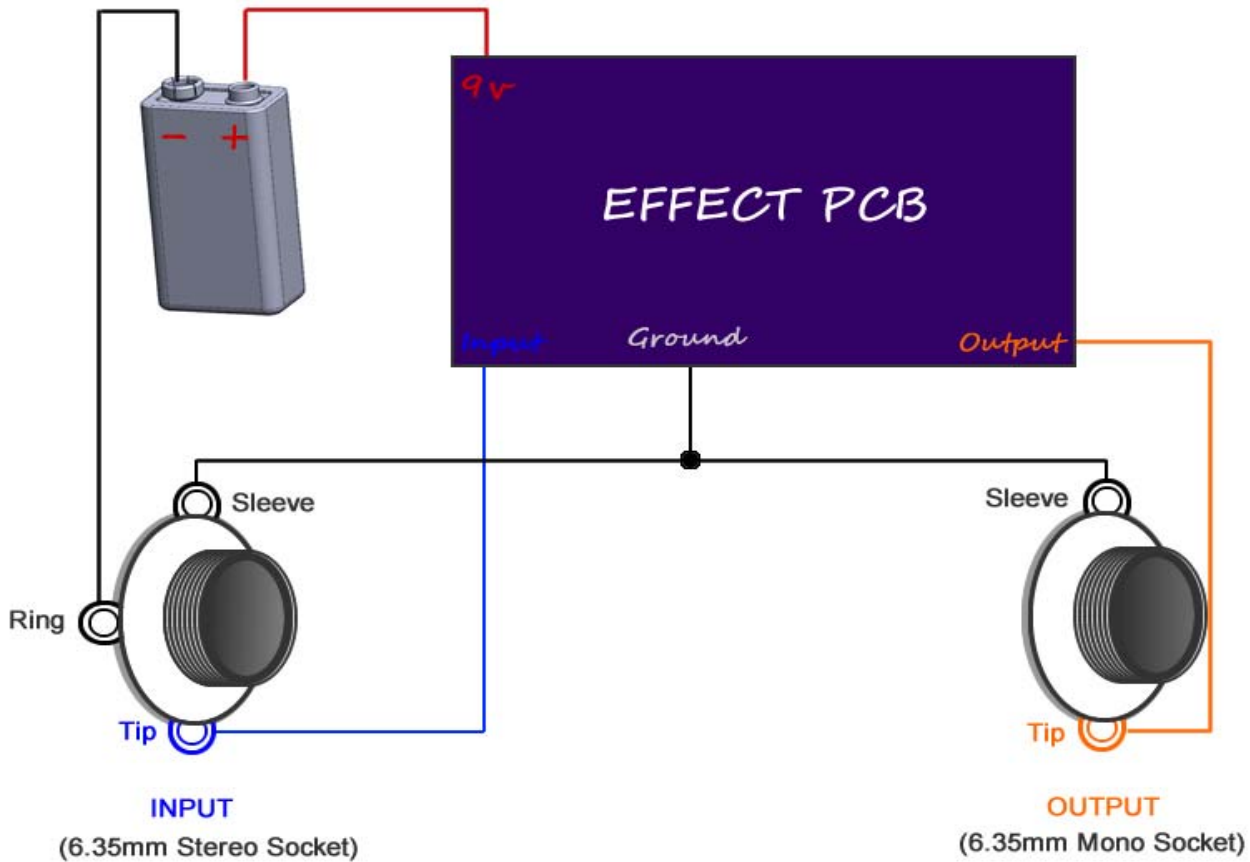 9v
− +
EFFECT PCB
Input
Ground
Output
Sleeve
Sleeve
Ring
Tip
Tip
INPUT
(6.35mm Stereo Socket)
OUTPUT
(6.35mm Mono Socket)